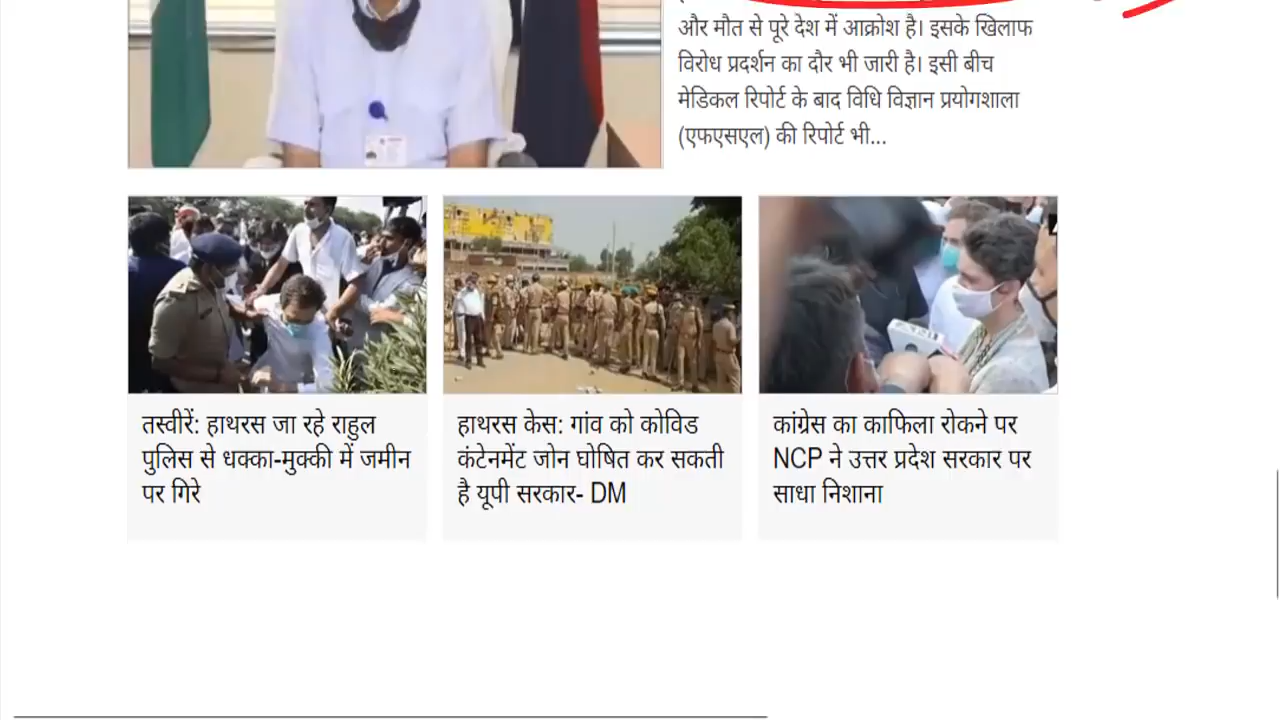 और मौत से पूरे देश में आक्रोश है। इसके खिलाफ
विरोध प्रदर्शन का दौर भी जारी है। इसी बीच
मेडिकल रिपोर्ट के बाद विधि विज्ञान प्रयोगशाला
(एफएसएल) की रिपोर्ट भी...
तस्वीरें: हाथरस जा रहे राहुल
पुलिस से धक्का-मुक्की में जमीन
पर गिरे
हाथरस केस: गांव को कोविड
कंटेनमेंट जोन घोषित कर सकती
है यूपी सरकार- DM
कांग्रेस का काफिला रोकने पर
NCP ने उत्तर प्रदेश सरकार पर
साधा निशाना